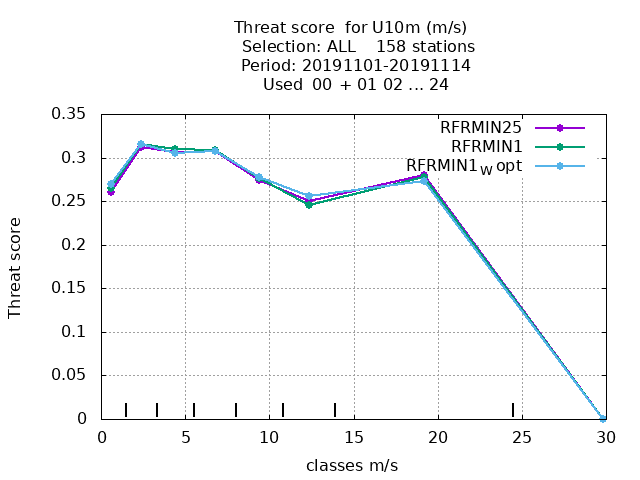 Threat score  for U10m (m/s)
Selection: ALL    158 stations
Period: 20191101-20191114
Used  00 + 01 02 ... 24
RFRMIN25
RFRMIN1
RFRMIN1W opt
0.35
0.3
0.25
0.2
0.15
0.1
0.05
0
Threat score
0 5 10 15 20 25 30
classes m/s